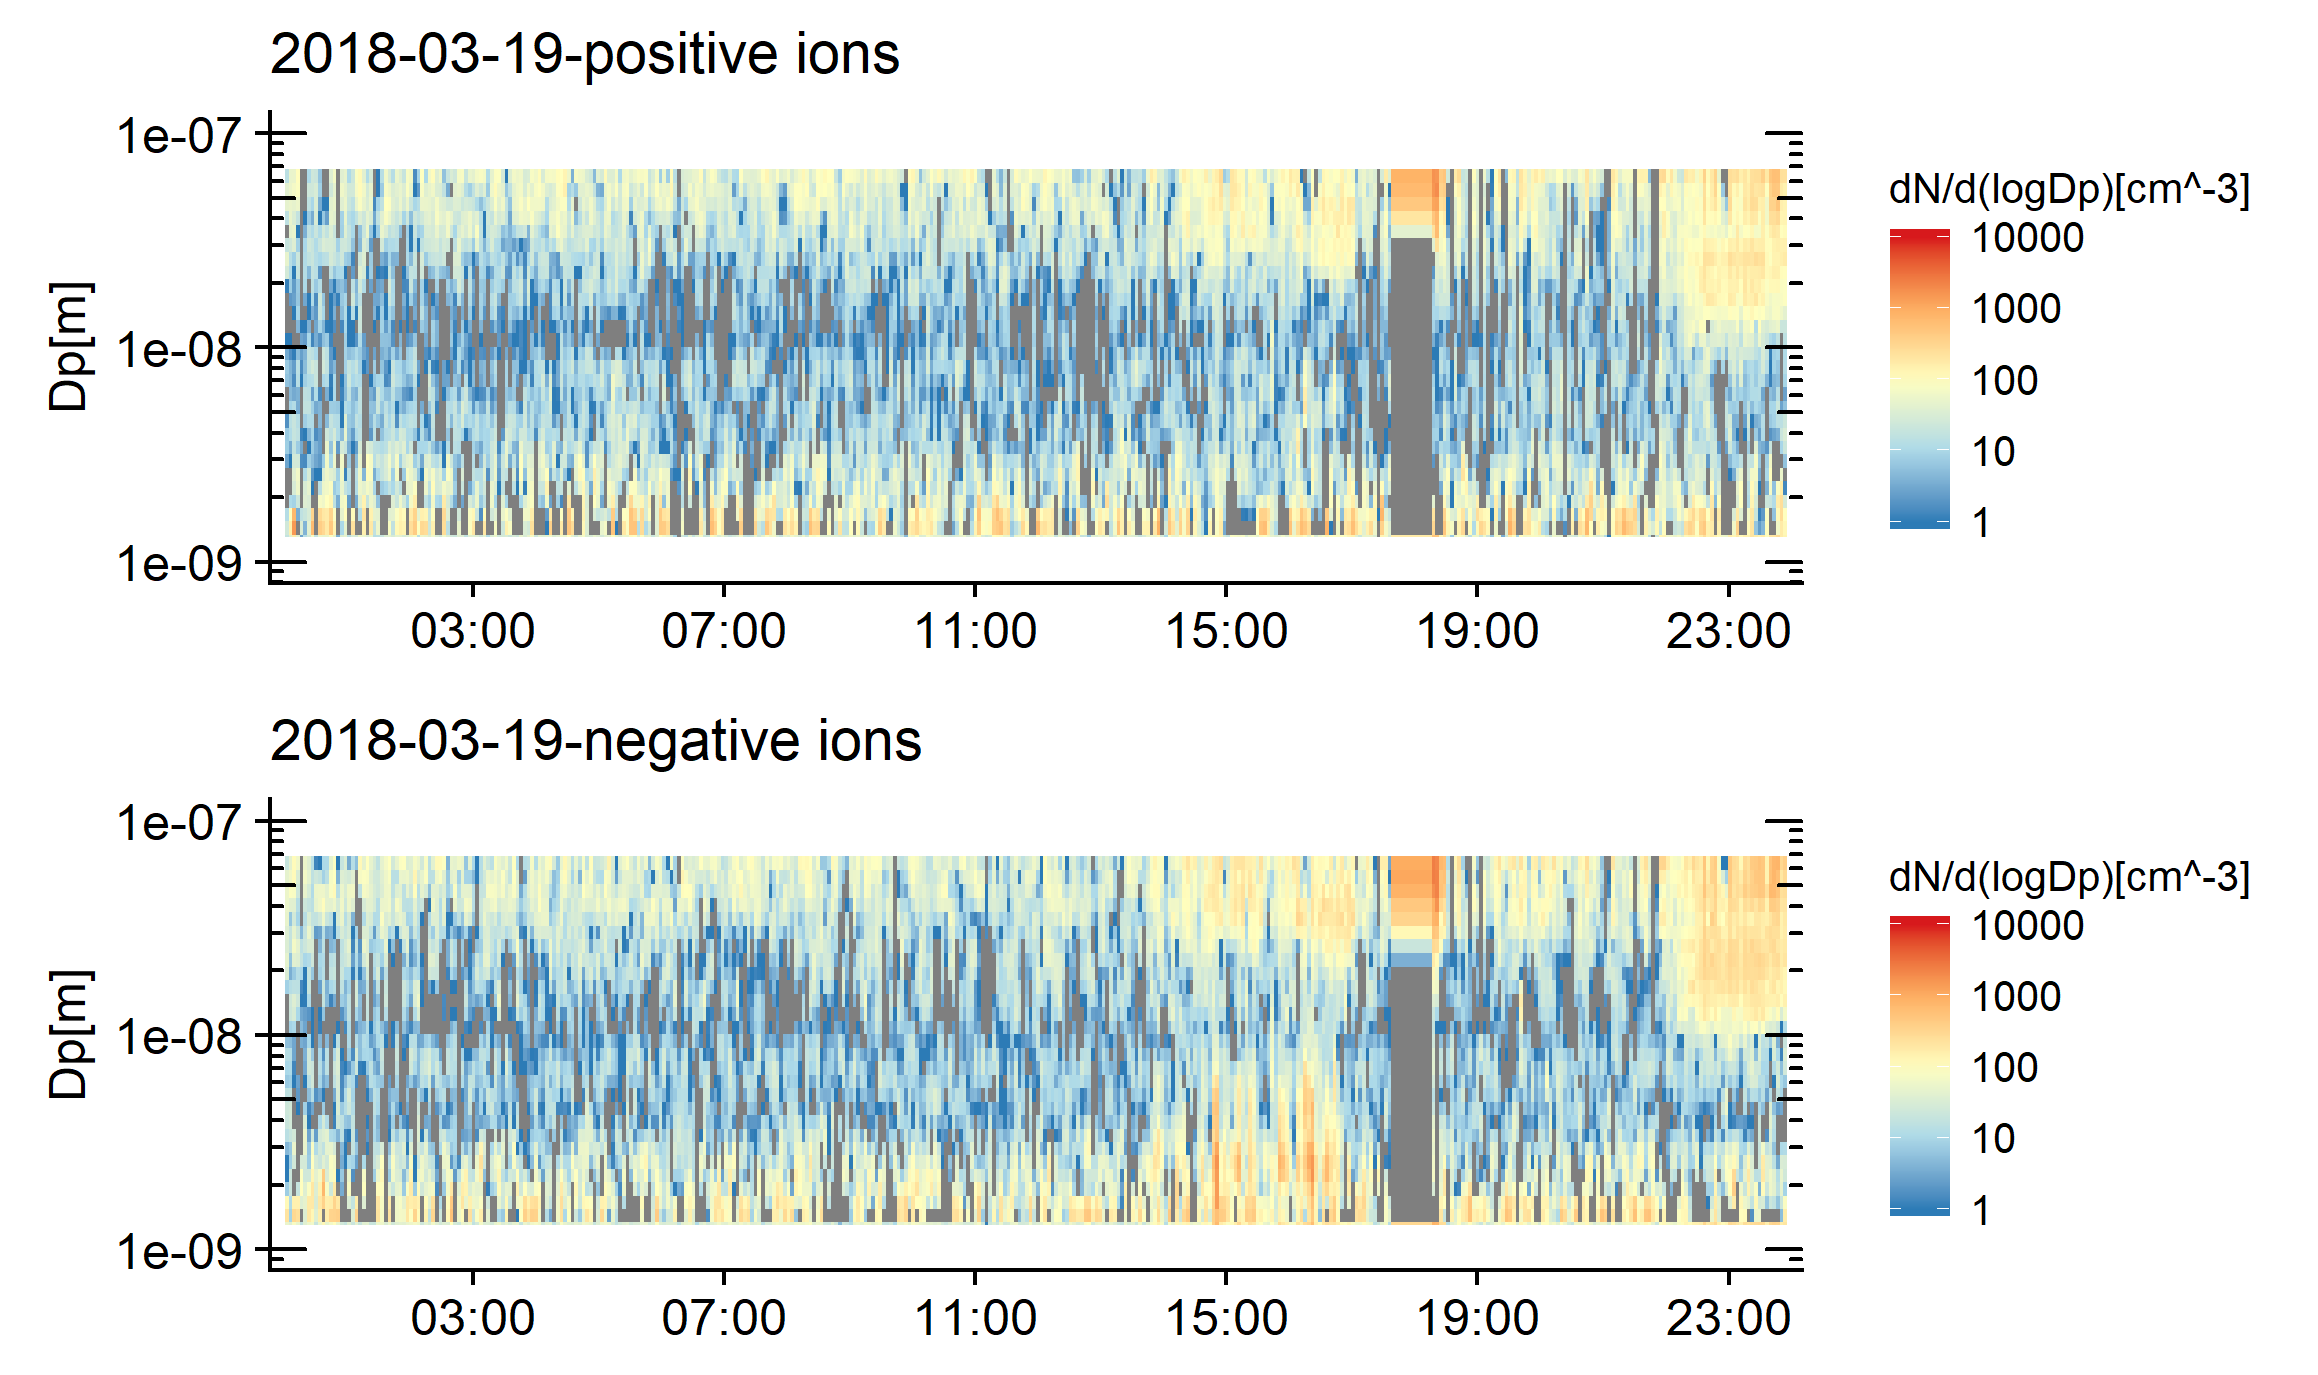 2018-03-19-positive ions
1e-07
1e-08
1e-09
Dp[m]
03:00 07:00 11:00 15:00 19:00 23:00
dN/d(logDp)[cm^-3]
10000
1000
100
10
1
2018-03-19-negative ions
1e-07
1e-08
1e-09
Dp[m]
03:00 07:00 11:00 15:00 19:00 23:00
dN/d(logDp)[cm^-3]
10000
1000
100
10
1